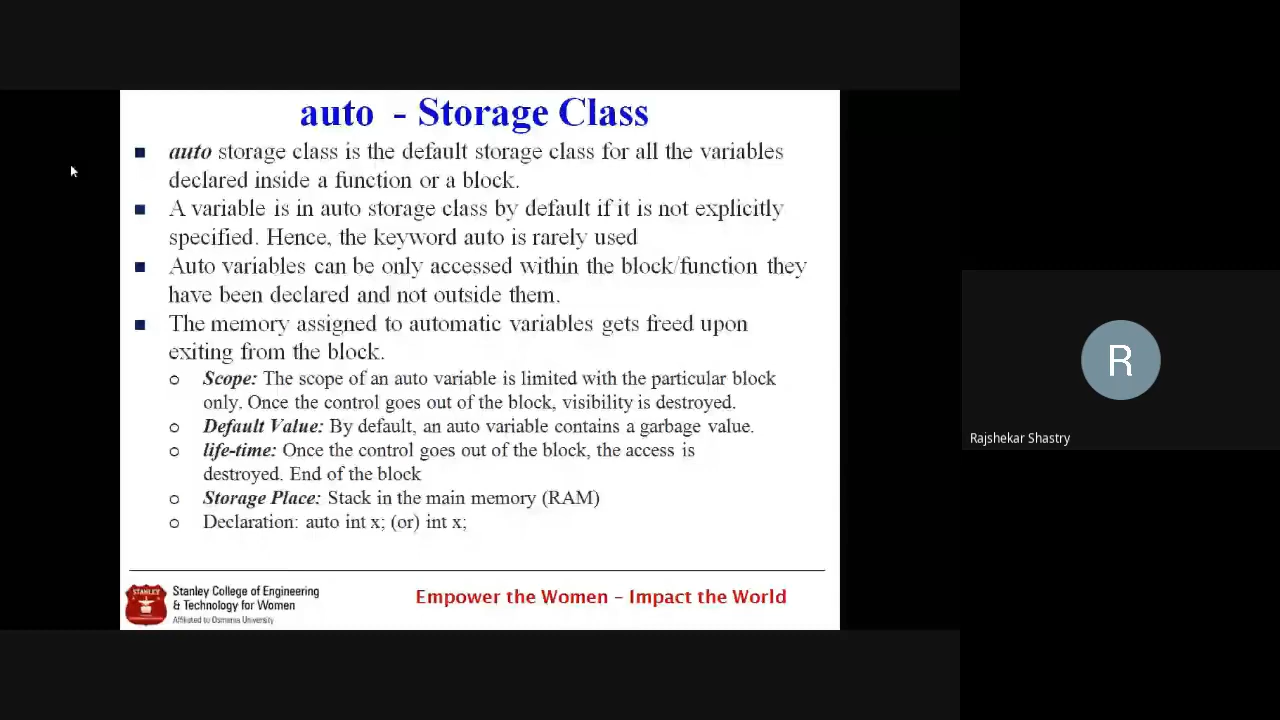 auto - Storage Class
auto storage class is the default storage class for all the variables
declared inside a function or a block.
A variable is in auto storage class by default if it is not explicitly
specified. Hence, the keyword auto is rarely used
Auto variables can be only accessed within the block/function they
have been declared and not outside them.
The memory assigned to automatic variables gets freed upon
exiting from the block.
Scope: The scope of an auto variable is limited with the particular block
only. Once the control goes out of the block, visibility is destroyed.
Default Value: By default, an auto variable contains a garbage value.
life-time: Once the control goes out of the block, the access is
destroyed. End of the block
Storage Place: Stack in the main memory (RAM)
Declaration: auto int x; (or) int x;
STANLEY
Stanley College of Engineering
& Technology for Women
Affiliated to Osmania University
Empower the Women – Impact the World
R
Rajshekar Shastry